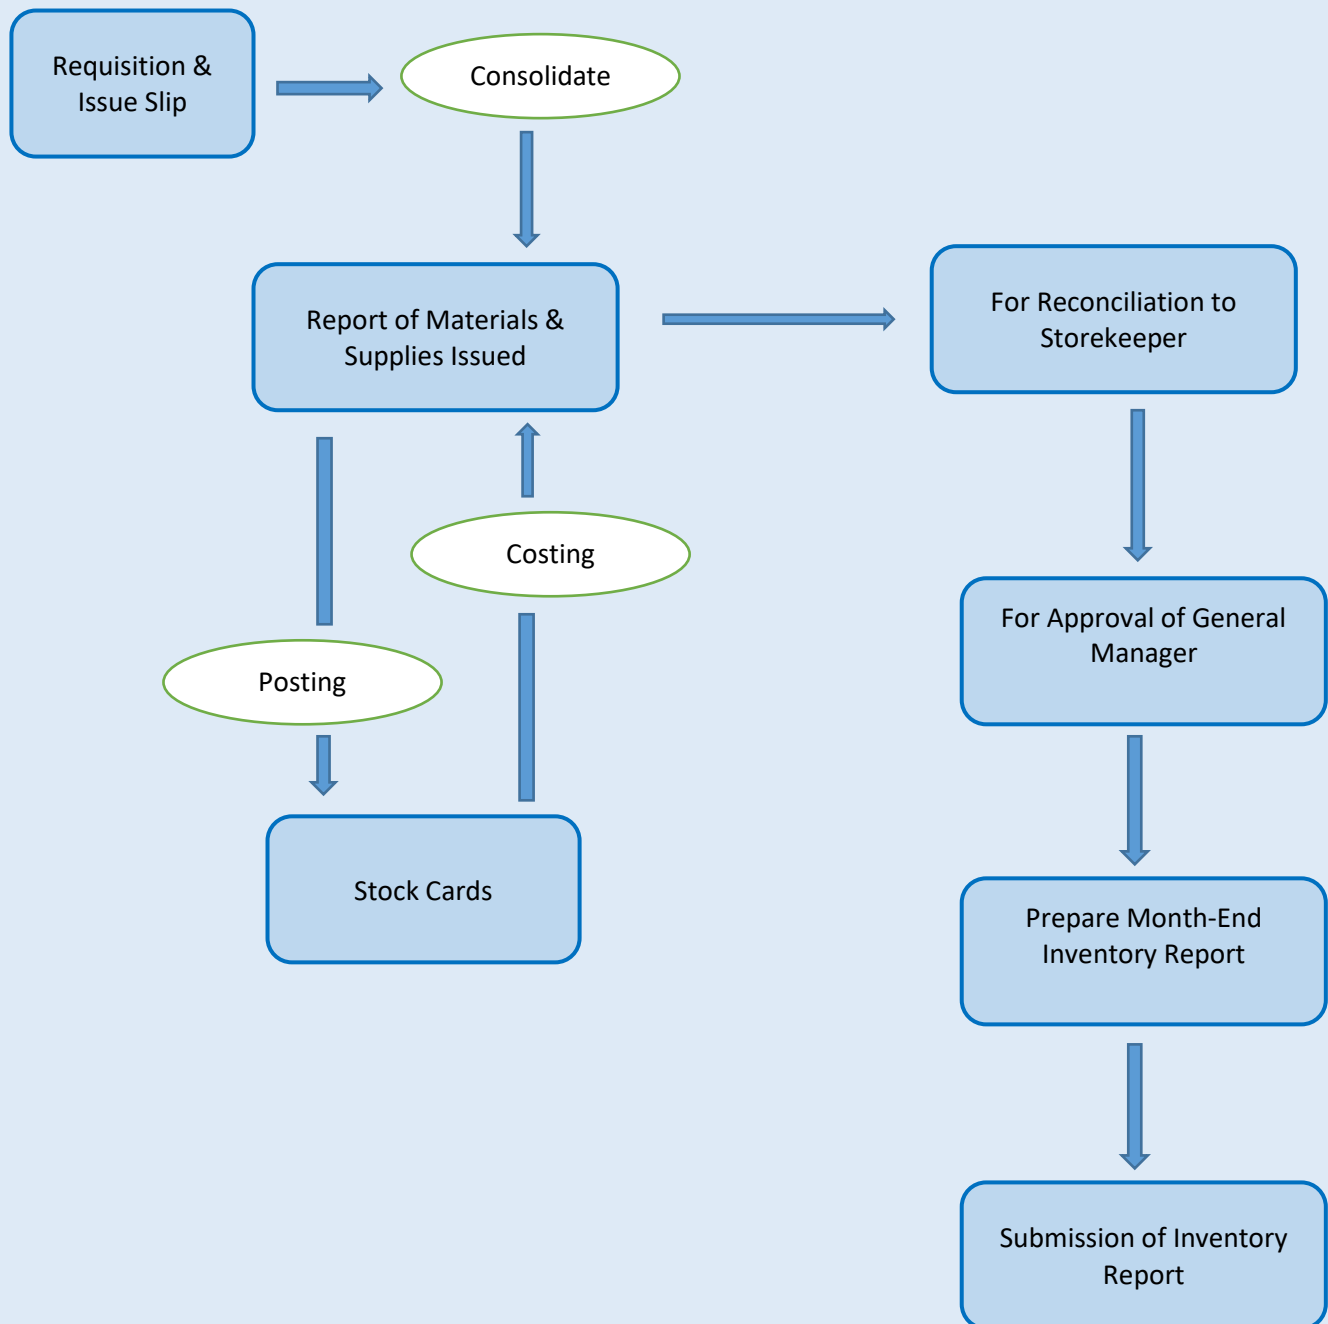 Requisition &
Issue Slip
Consolidate
Report of Materials &
Supplies Issued
For Reconciliation to
Storekeeper
Costing
For Approval of General
Manager
Posting
Stock Cards
Prepare Month-End
Inventory Report
Submission of Inventory
Report